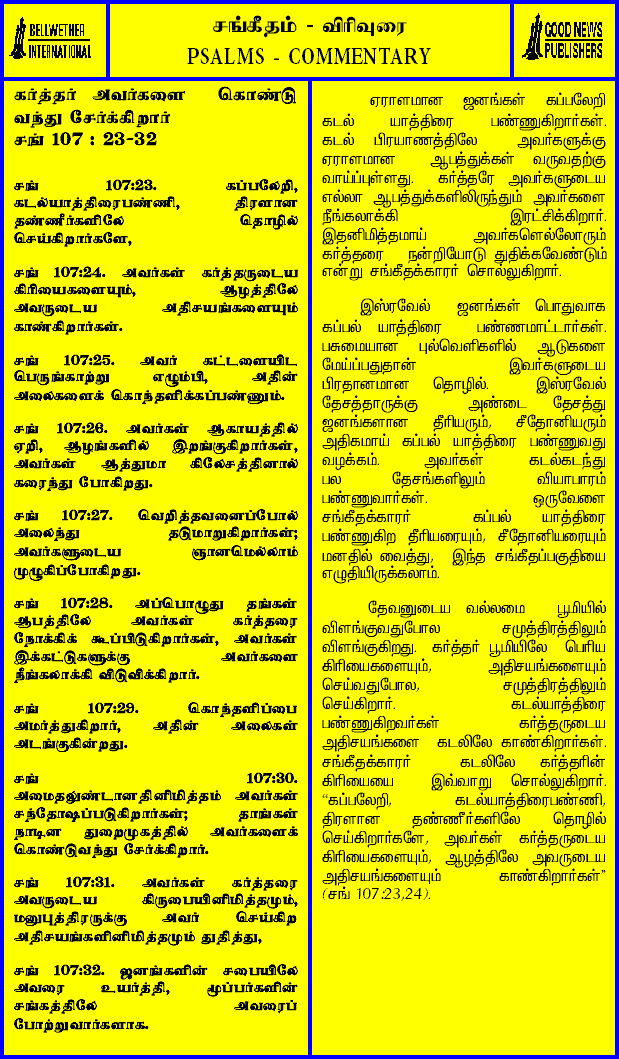 BELLWETHER
INTERNATIONAL
சங்கீதம் - விரிவுரை
PSALMS - COMMENTARY
GOOD NEWS
PUBLISHERS
கர்த்தர் அவர்களை கொண்டு
வந்து சேர்க்கிறார்
சங் 107 : 23-32
சங் 107:23. கப்பலேறி,
கடல்யாத்திரைபண்ணி, திரளான
தண்ணீர்களிலே தொழில்
செய்கிறார்களே,
சங் 107:24. அவர்கள் கர்த்தருடைய
கிரியைகளையும், ஆழத்திலே
அவருடைய அதிசயங்களையும்
காண்கிறார்கள்.
சங் 107:25. அவர் கட்டளையிட
பெருங்காற்று எழும்பி, அதின்
அலைகளைக் கொந்தளிக்கப்பண்ணும்.
சங் 107:26. அவர்கள் ஆகாயத்தில்
ஏறி, ஆழங்களில் இறங்குகிறார்கள்,
அவர்கள் ஆத்துமா கிலேசத்தினால்
கரைந்து போகிறது.
சங் 107:27. வெறித்தவனைப்போல்
அலைந்து தடுமாறுகிறார்கள்;
அவர்களுடைய ஞானமெல்லாம்
முழுகிப்போகிறது.
சங் 107:28. அப்பொழுது தங்கள்
ஆபத்திலே அவர்கள் கர்த்தரை
நோக்கிக் கூப்பிடுகிறார்கள், அவர்கள்
இக்கட்டுகளுக்கு அவர்களை
நீங்கலாக்கி விடுவிக்கிறார்.
சங் 107:29. கொந்தளிப்பை
அமர்த்துகிறார், அதின் அலைகள்
அடங்குகின்றது.
சங் 107:30.
அமைதலுண்டானதினிமித்தம் அவர்கள்
சந்தோஷப்படுகிறார்கள்; தாங்கள்
நாடின துறைமுகத்தில் அவர்களைக்
கொண்டுவந்து சேர்க்கிறார்.
சங் 107:31. அவர்கள் கர்த்தரை
அவருடைய கிருபையினிமித்தமும்,
மனுபுத்திரருக்கு அவர் செய்கிற
அதிசயங்களினிமித்தமும் துதித்து,
சங் 107:32. ஜனங்களின் சபையிலே
அவரை உயர்த்தி, மூப்பர்களின்
சங்கத்திலே அவரைப்
போற்றுவார்களாக.
ஏராளமான ஜனங்கள் கப்பலேறி
கடல் யாத்திரை பண்ணுகிறார்கள்.
கடல் பிரயாணத்திலே அவர்களுக்கு
ஏராளமான ஆபத்துக்கள் வருவதற்கு
வாய்ப்புள்ளது. கர்த்தரே அவர்களுடைய
எல்லா ஆபத்துக்களிலிருந்தும் அவர்களை
நீங்கலாக்கி இரட்சிக்கிறார்.
இதனிமித்தமாய் அவர்களெல்லோரும்
கர்த்தரை நன்றியோடு துதிக்கவேண்டும்
என்று சங்கீதக்காரர் சொல்லுகிறார்.
இஸ்ரவேல் ஜனங்கள் பொதுவாக
கப்பல் யாத்திரை பண்ணமாட்டார்கள்.
பசுமையான புல்வெளிகளில் ஆடுகளை
மேய்ப்பதுதான் இவர்களுடைய
பிரதானமான தொழில். இஸ்ரவேல்
தேசத்தாருக்கு அண்டை தேசத்து
ஜனங்களான தீரியரும், சீதோனியரும்
அதிகமாய் கப்பல் யாத்திரை பண்ணுவது
வழக்கம். அவர்கள் கடல்கடந்து
பல தேசங்களிலும் வியாபாரம்
பண்ணுவார்கள். ஒருவேளை
சங்கீதக்காரர் கப்பல் யாத்திரை
பண்ணுகிற தீரியரையும், சீதோனியரையும்
மனதில் வைத்து, இந்த சங்கீதப்பகுதியை
எழுதியிருக்கலாம்.
தேவனுடைய வல்லமை பூமியில்
விளங்குவதுபோல சமுத்திரத்திலும்
விளங்குகிறது. கர்த்தர் பூமியிலே பெரிய
கிரியைகளையும், அதிசயங்களையும்
செய்வதுபோல, சமுத்திரத்திலும்
செய்கிறார். கடல்யாத்திரை
பண்ணுகிறவர்கள் கர்த்தருடைய
அதிசயங்களை கடலிலே காண்கிறார்கள்.
சங்கீதக்காரர் கடலிலே கர்த்தரின்
கிரியையை இவ்வாறு சொல்லுகிறார்.
“கப்பலேறி, கடல்யாத்திரைபண்ணி,
திரளான தண்ணீர்களிலே தொழில்
செய்கிறார்களே, அவர்கள் கர்த்தருடைய
கிரியைகளையும், ஆழத்திலே அவருடைய
அதிசயங்களையும் காண்கிறார்கள்”
(சங் 107:23,24).